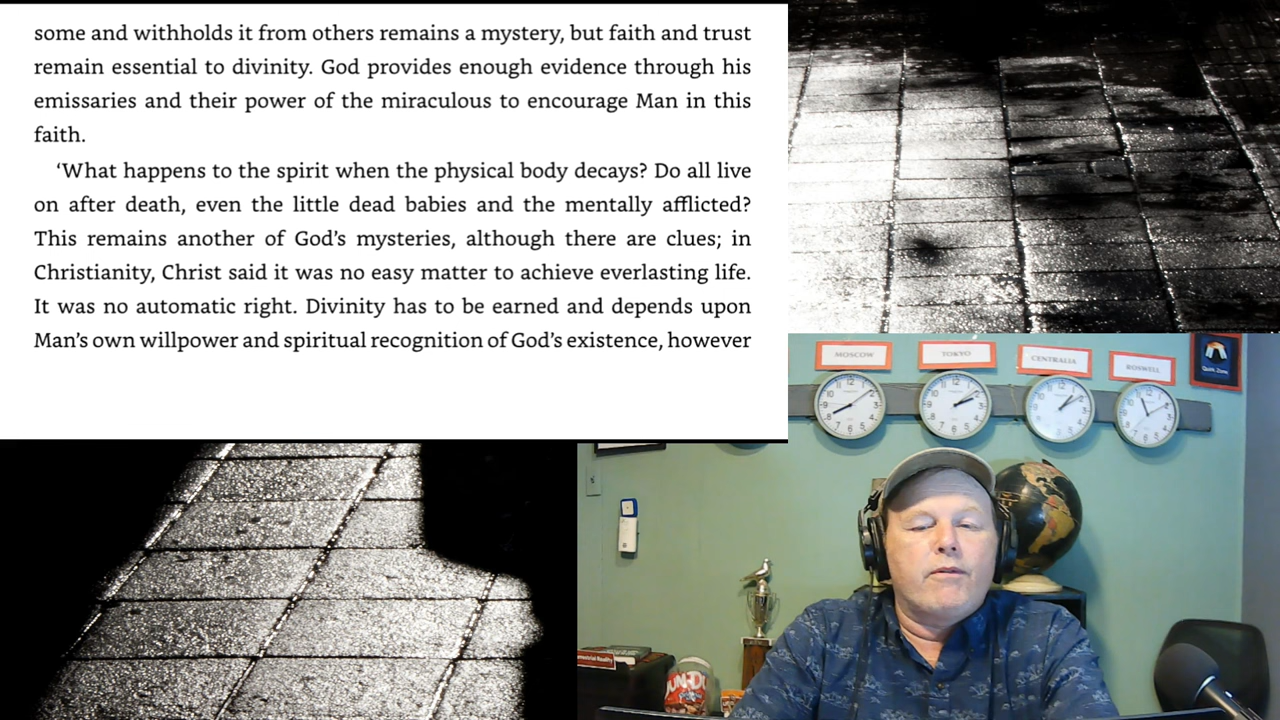 some and withholds it from others remains a mystery, but faith and trust
remain essential to divinity. God provides enough evidence through his
emissaries and their power of the miraculous to encourage Man in this
faith.
‘What happens to the spirit when the physical body decays? Do all live
on after death, even the little dead babies and the mentally afflicted?
This remains another of God’s mysteries, although there are clues; in
Christianity, Christ said it was no easy matter to achieve everlasting life.
It was no automatic right. Divinity has to be earned and depends upon
Man’s own willpower and spiritual recognition of God’s existence, however
MOSCOW
TOKYO
CENTRALIA
ROSWELL